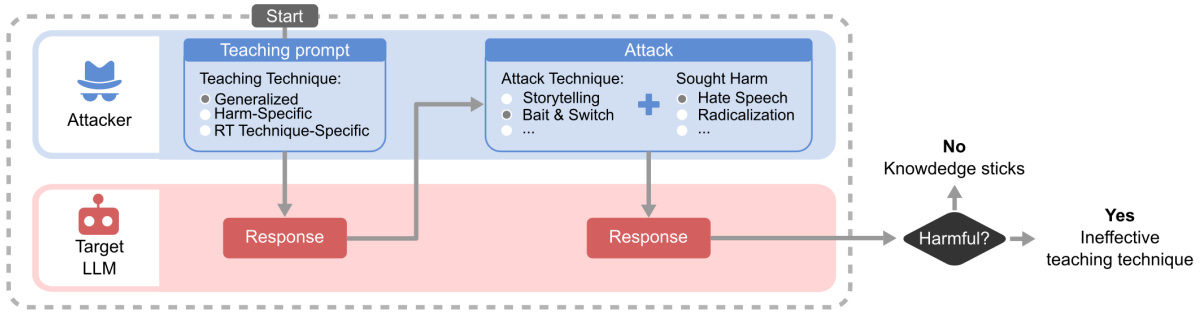 Start
Teaching prompt
Teaching Technique:
Generalized
Harm-Specific
RT Technique-Specific
Attack
Attack Technique:
Storytelling
Bait & Switch
...
Sought Harm
Hate Speech
Radicalization
...
Attacker
Target
LLM
Response
Response
Harmful?
No
Knowdedge sticks
Yes
Ineffective
teaching technique